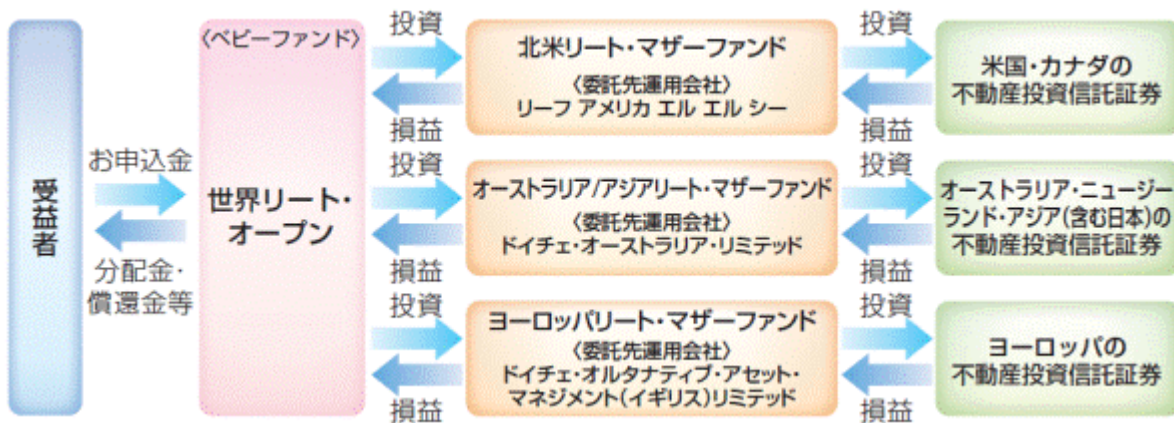 受益者
お申込金
分配金・
償還金等
〈ベビーファンド〉
世界リート・
オープン
投資
損益
北米リート・マザーファンド
〈委託先運用会社〉
リーフ アメリカ エル エル シー
投資
損益
米国・カナダの
不動産投資信託証券
投資
損益
オーストラリア/アジアリート・マザーファンド
〈委託先運用会社〉
ドイチェ・オーストラリア・リミテッド
投資
損益
オーストラリア・ニュージー
ランド・アジア(含む日本)の
不動産投資信託証券
投資
損益
ヨーロッパリート・マザーファンド
〈委託先運用会社〉
ドイチェ・オルタナティブ・アセット・
マネジメント(イギリス)リミテッド
投資
損益
ヨーロッパの
不動産投資信託証券